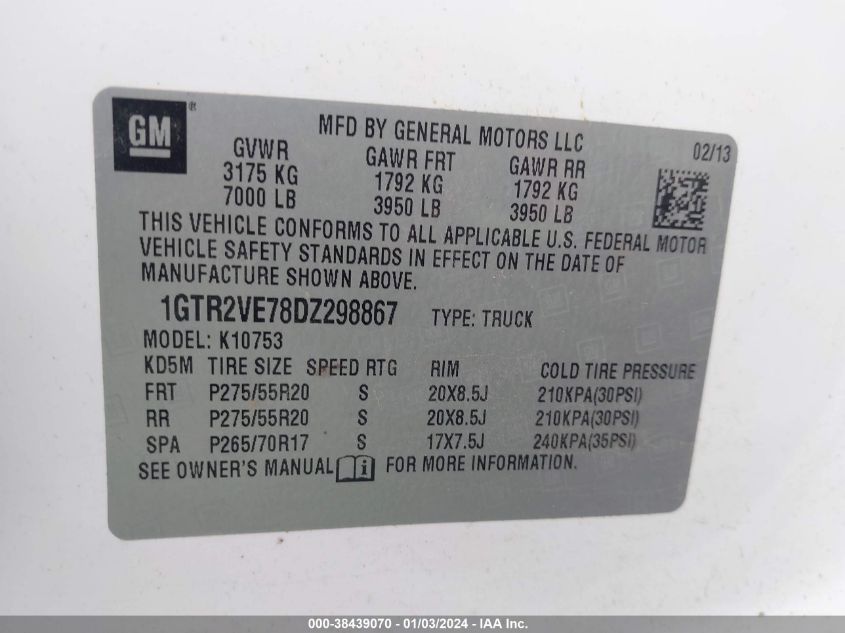 GM ®
MFD BY GENERAL MOTORS LLC
02/13
GVWR GAWR FRT GAWR RR
3175 KG 1792 KG 1792 KG
7000 LB 3950 LB 3950 LB
THIS VEHICLE CONFORMS TO ALL APPLICABLE U.S. FEDERAL MOTOR
VEHICLE SAFETY STANDARDS IN EFFECT ON THE DATE OF
MANUFACTURE SHOWN ABOVE.
1GTR2VE78DZ298867 TYPE: TRUCK
MODEL: K10753
KD5M TIRE SIZE SPEED RTG RIM COLD TIRE PRESSURE
FRT P275/55R20 S 20X8.5J 210KPA(30PSI)
RR P275/55R20 S 20X8.5J 210KPA(30PSI)
SPA P265/70R17 S 17X7.5J 240KPA(35PSI)
SEE OWNER'S MANUAL i FOR MORE INFORMATION.
000-38439070 - 01/03/2024 - IAA Inc.